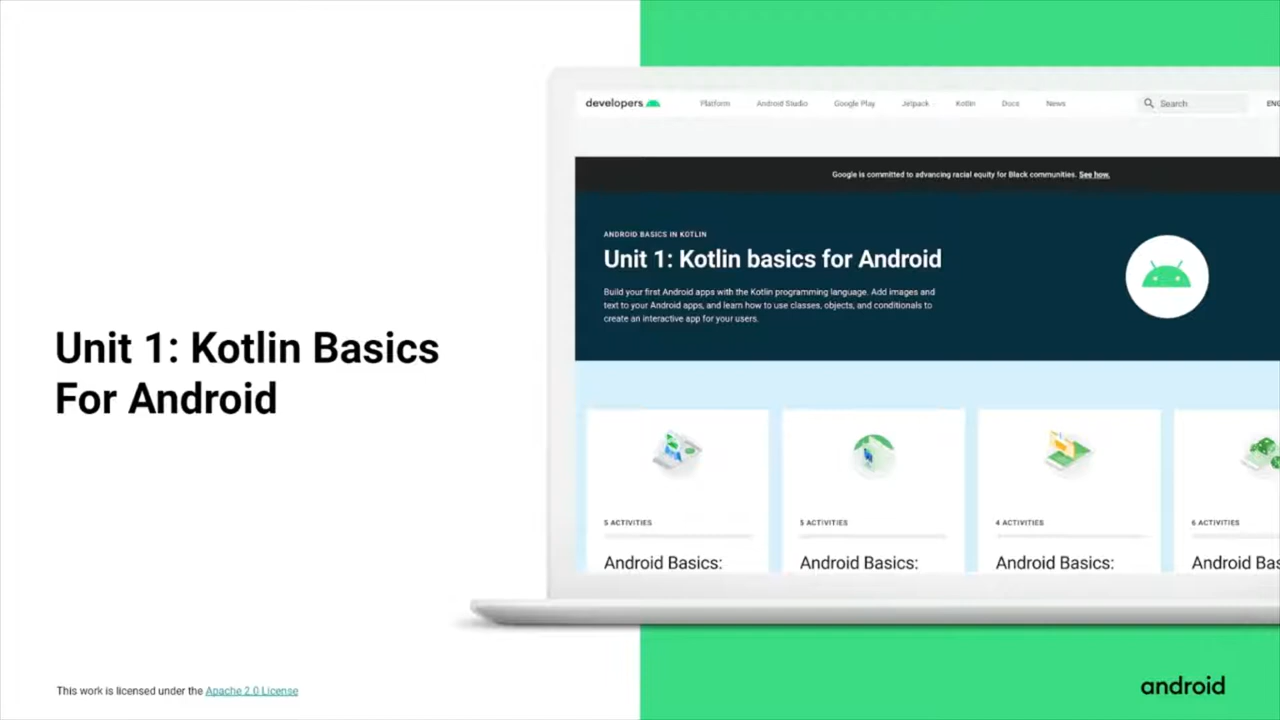 Unit 1: Kotlin Basics
For Android
This work is licensed under the Apache 2.0 License
developers
Platform Android Studio Google Play Jetpack Kotlin Docs News Search ENG
Google is committed to advancing racial equity for Black communities. See how.
ANDROID BASICS IN KOTLIN
Unit 1: Kotlin basics for Android
Build your first Android apps with the Kotlin programming language. Add images and
text to your Android apps, and learn how to use classes, objects, and conditionals to
create an interactive app for your users.
5 ACTIVITIES 5 ACTIVITIES 4 ACTIVITIES 6 ACTIVITIES
Android Basics: Android Basics: Android Basics: Android Bas
android